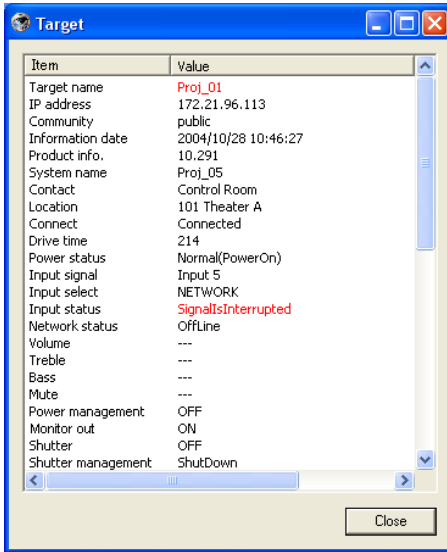 Target
Item Value
Target name Proj_01
IP address 172.21.96.113
Community public
Information date 2004/10/28 10:46:27
Product info. 10.291
System name Proj_05
Contact Control Room
Location 101 Theater A
Connect Connected
Drive time 214
Power status Normal(PowerOn)
Input signal Input 5
Input select NETWORK
Input status SignalIsInterrupted
Network status OffLine
Volume ---
Treble ---
Bass ---
Mute ---
Power management OFF
Monitor out ON
Shutter OFF
Shutter management ShutDown
Close